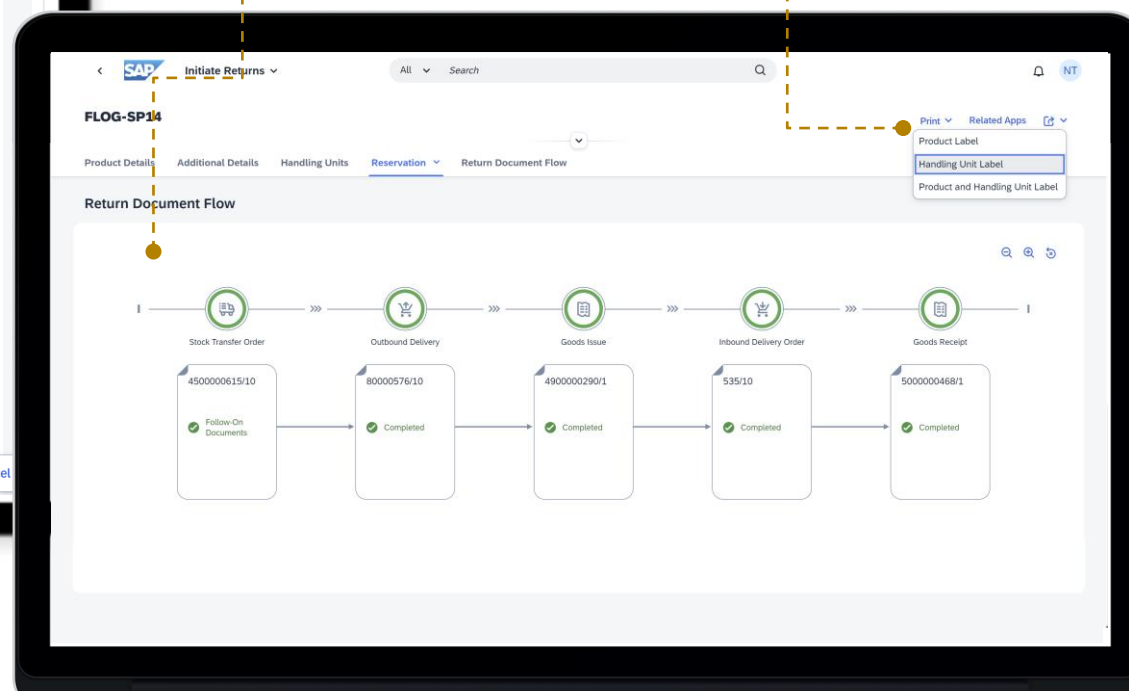 SAP Initiate Returns All Search NT
FLOG-SP14
Print Related Apps
Product Label
Handling Unit Label
Product and Handling Unit Label
Product Details Additional Details Handling Units Reservation Return Document Flow
Return Document Flow
Stock Transfer Order Outbound Delivery Goods Issue Inbound Delivery Order Goods Receipt
4500000615/10 80000576/10 4900000290/1 535/10 5000000468/1
Follow-On
Documents
Completed Completed Completed Completed
el